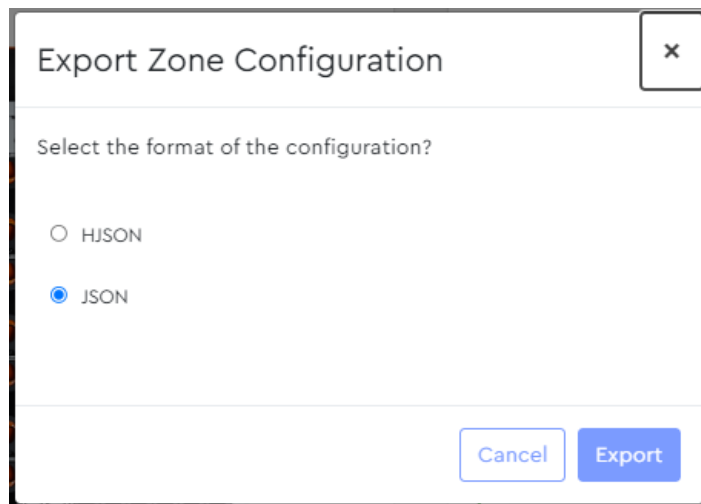 Export Zone Configuration
×
Select the format of the configuration?
HJSON
JSON
Cancel
Export